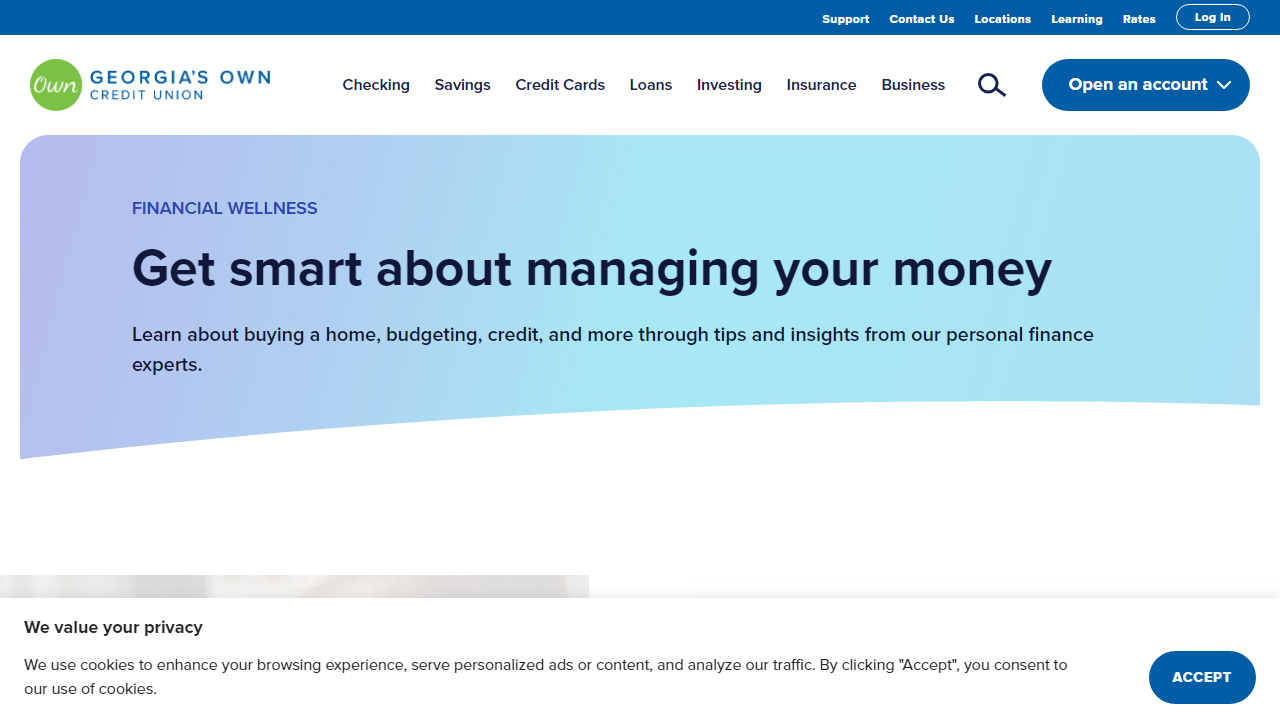 Support Contact Us Locations Learning Rates Log In
Own GEORGIA'S OWN
CREDIT UNION
Checking Savings Credit Cards Loans Investing Insurance Business Open an account
FINANCIAL WELLNESS
Get smart about managing your money
Learn about buying a home, budgeting, credit, and more through tips and insights from our personal finance
experts.
We value your privacy
We use cookies to enhance your browsing experience, serve personalized ads or content, and analyze our traffic. By clicking "Accept", you consent to
our use of cookies.
ACCEPT